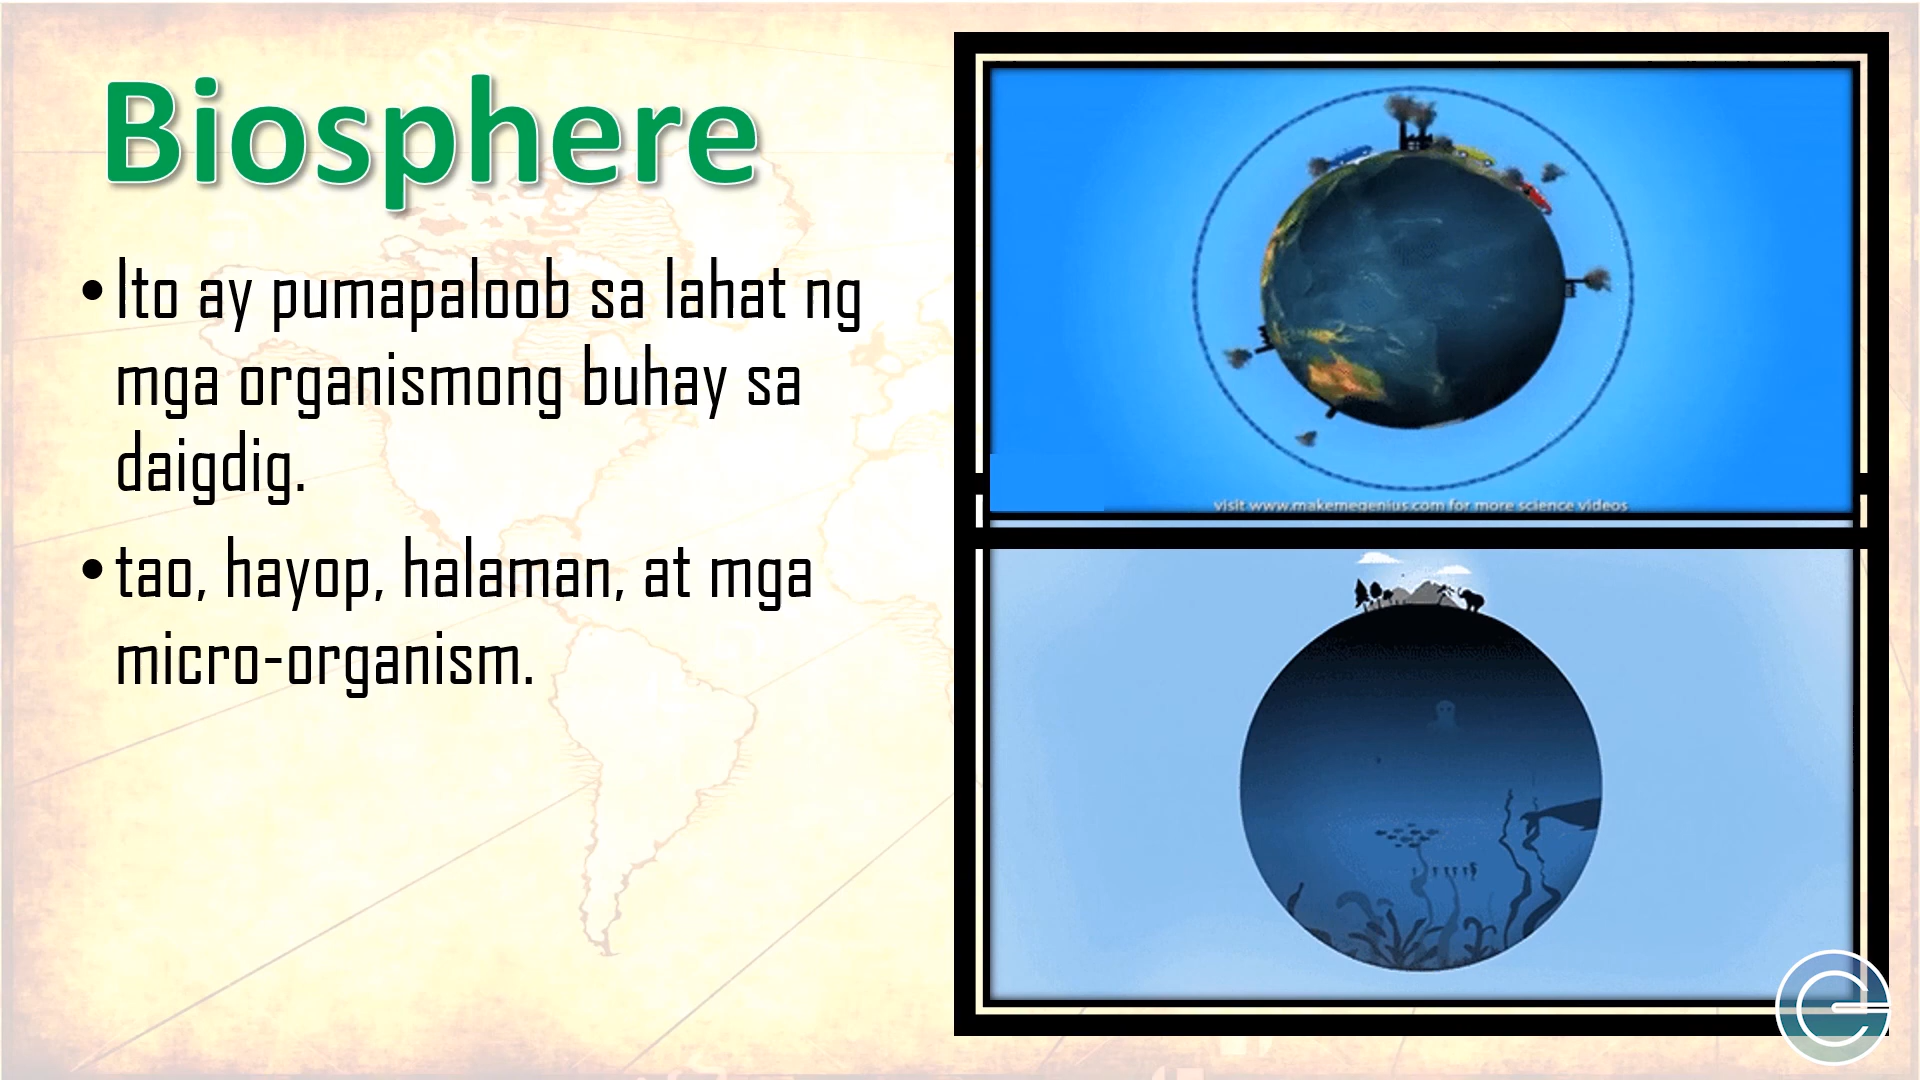 Biosphere
•Ito ay pumapaloob sa lahat ng
mga organismong buhay sa
daigdig.
•tao, hayop, halaman, at mga
micro-organism.
visit www.makemegenius.com for more science videos